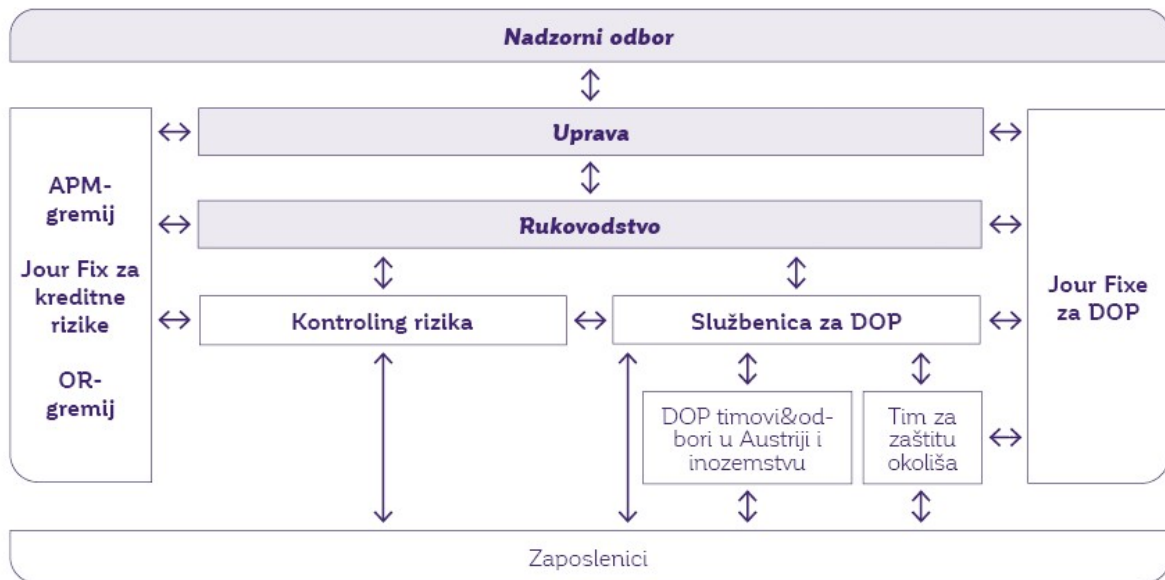 Nadzorni odbor
Uprava
Rukovodstvo
APM-
gremij
Jour Fix za
kreditne
rizike
OR-
gremij
Kontroling rizika
Službenica za DOP
Jour Fixe
za DOP
DOP timovi&od-
bori u Austriji i
inozemstvu
Tim za
zaštitu
okoliša
Zaposlenici